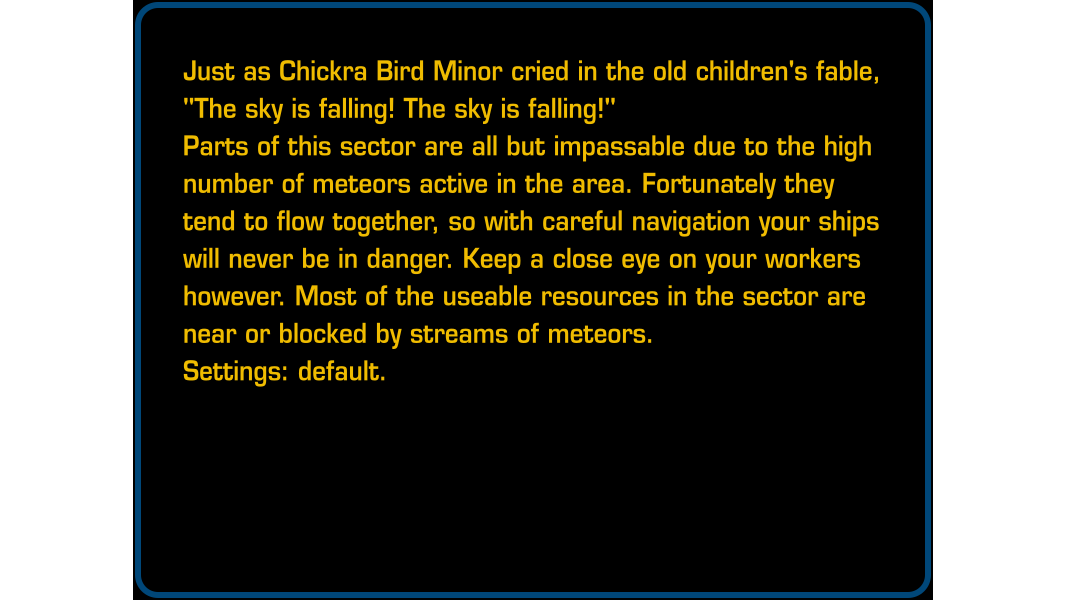 Just as Chickra Bird Minor cried in the old children's fable,
"The sky is falling! The sky is falling!"
Parts of this sector are all but impassable due to the high
number of meteors active in the area. Fortunately they
tend to flow together, so with careful navigation your ships
will never be in danger. Keep a close eye on your workers
however. Most of the useable resources in the sector are
near or blocked by streams of meteors.
Settings: default.